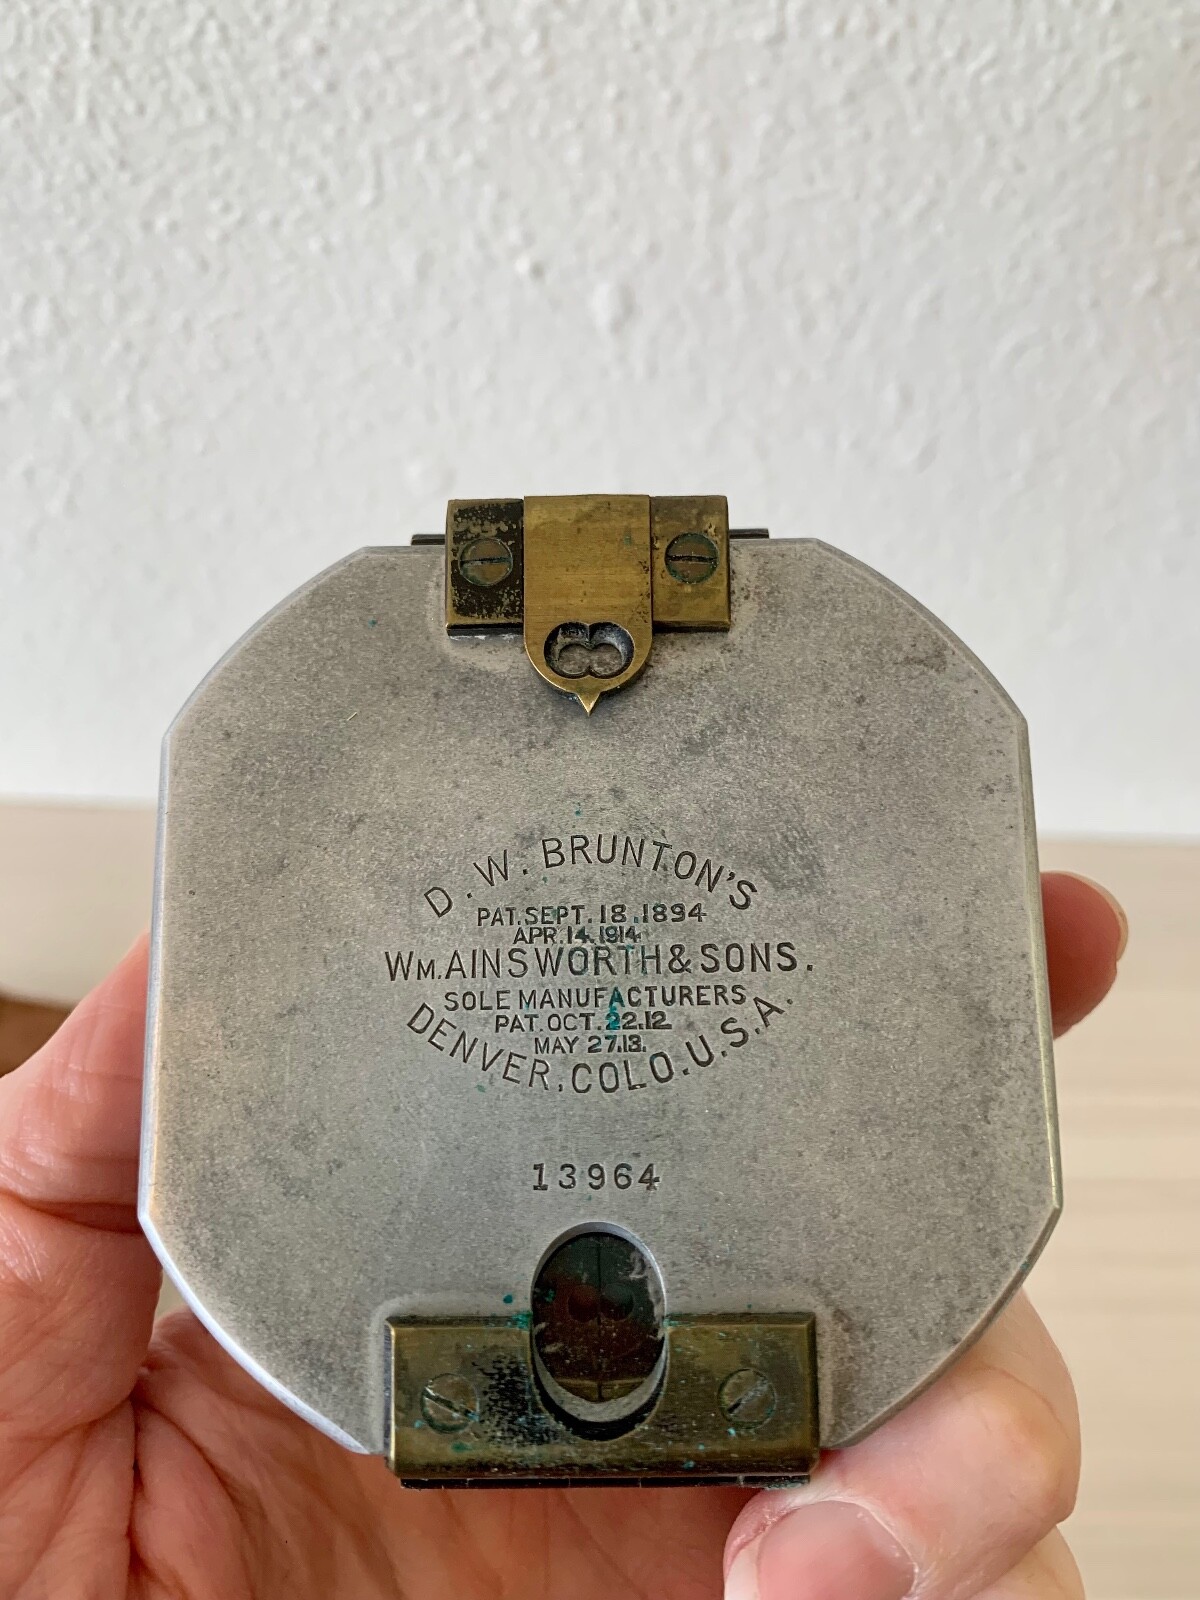 D. W. BRUNTON'S
PAT. SEPT. 18. 1894
APR. 14. 1914
WM. AINSWORTH & SONS.
SOLE MANUFACTURERS
PAT. OCT. 22.12
MAY 27.13.
DENVER, COLO. U.S.A.
13964